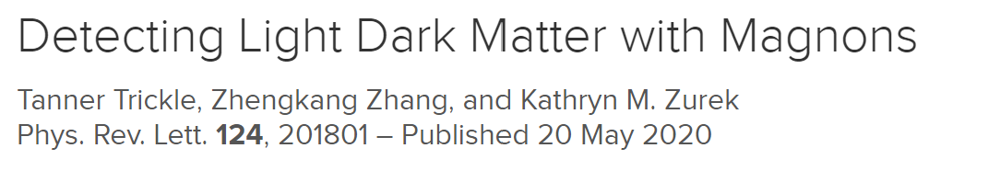 Detecting Light Dark Matter with Magnons
Tanner Trickle, Zhengkang Zhang, and Kathryn M. Zurek
Phys. Rev. Lett. 124, 201801 – Published 20 May 2020